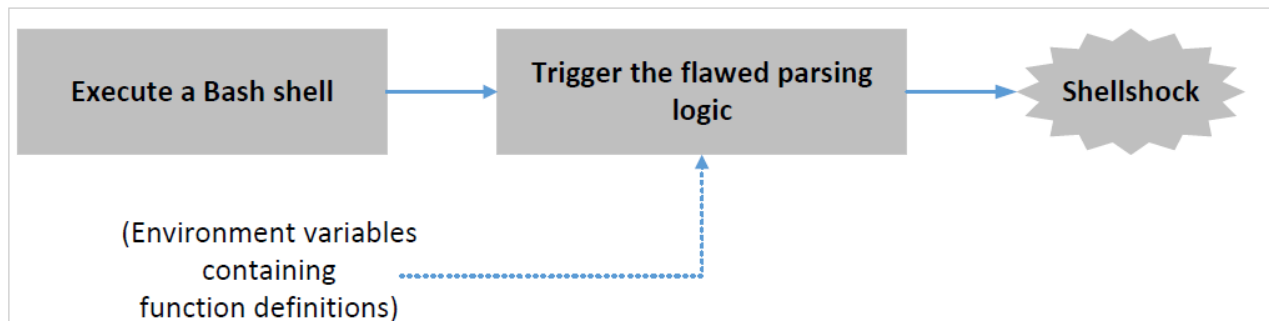 Execute a Bash shell
Trigger the flawed parsing
logic
Shellshock
(Environment variables
containing
function definitions)